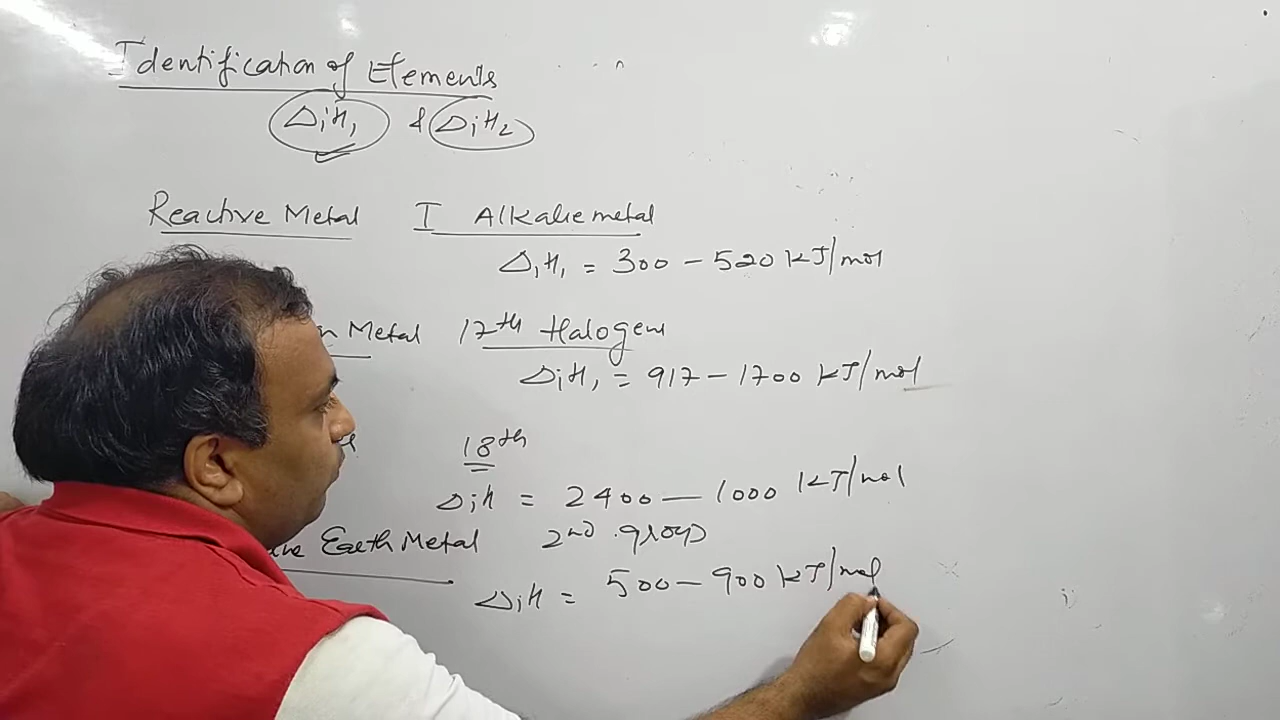 Identification of Elements
ΔiH1 & ΔiH2
Reactive Metal I Alkalie metal
ΔiH1 = 300 - 520 kJ/mol
n Metal 17th Halogens
ΔiH1 = 917 - 1700 kJ/mol
18th
ΔiH = 2400 - 1000 kJ/mol
Earth Metal 2nd group
ΔiH = 500 - 900 kJ/mol